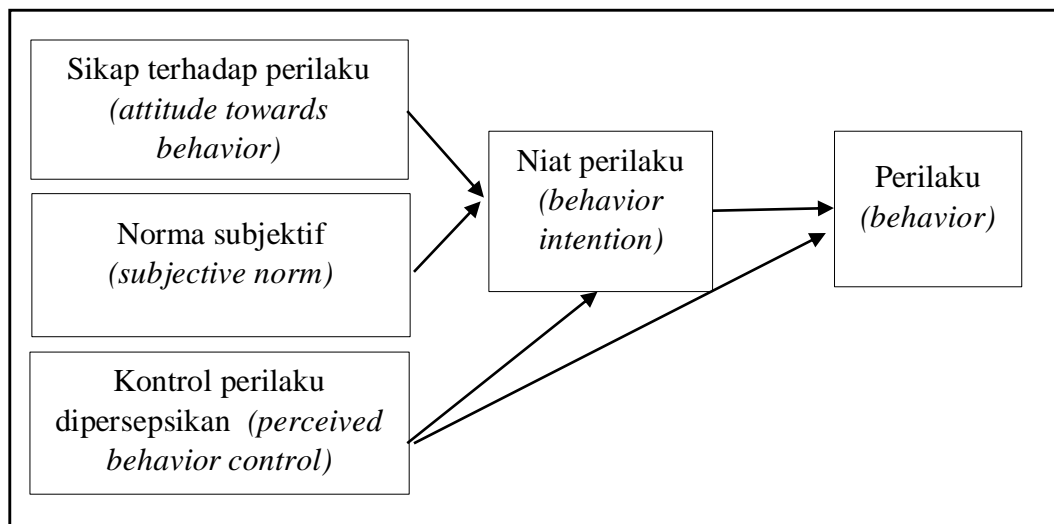 Sikap terhadap perilaku
(attitude towards
behavior)
Norma subjektif
(subjective norm)
Kontrol perilaku
dipersepsikan (perceived
behavior control)
Niat perilaku
(behavior
intention)
Perilaku
(behavior)